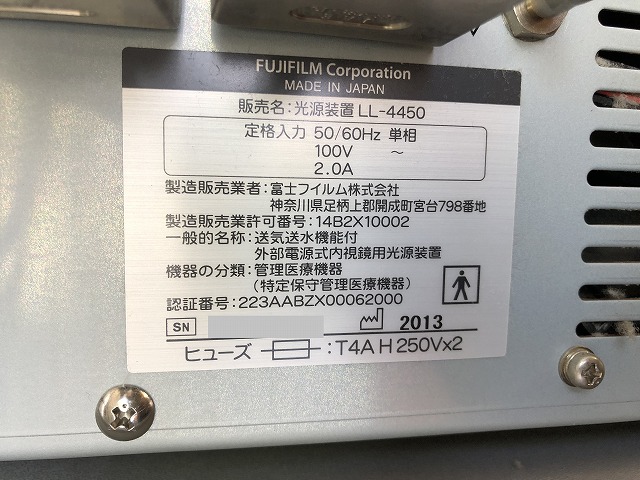 FUJIFILM Corporation
MADE IN JAPAN
販売名:光源装置 LL-4450
定格入力 50/60Hz 単相
100V ～
2.0A
製造販売業者:富士フイルム株式会社
神奈川県足柄上郡開成町宮台798番地
製造販売業許可番号:14B2X10002
一般的名称:送気送水機能付
外部電源式内視鏡用光源装置
機器の分類:管理医療機器
(特定保守管理医療機器)
認証番号:223AABZX00062000
SN 2013
ヒューズ :T4A H 250V×2